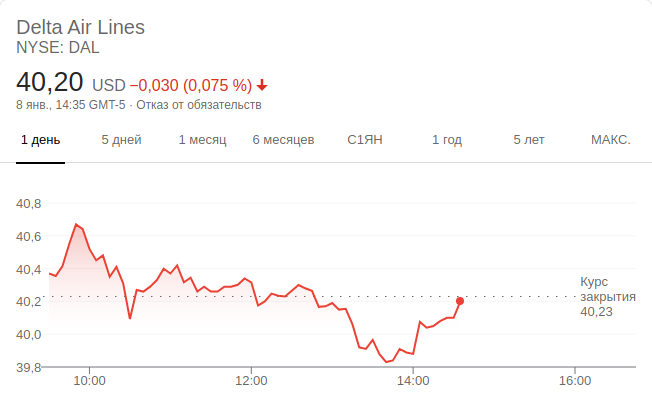 Delta Air Lines
NYSE: DAL
40,20 USD −0,030 (0,075 %)
8 янв., 14:35 GMT-5 · Отказ от обязательств
1 день 5 дней 1 месяц 6 месяцев С1ЯН 1 год 5 лет МАКС.
40,8
40,6
40,4
40,2
40,0
39,8
Курс
закрытия
40,23
10:00 12:00 14:00 16:00